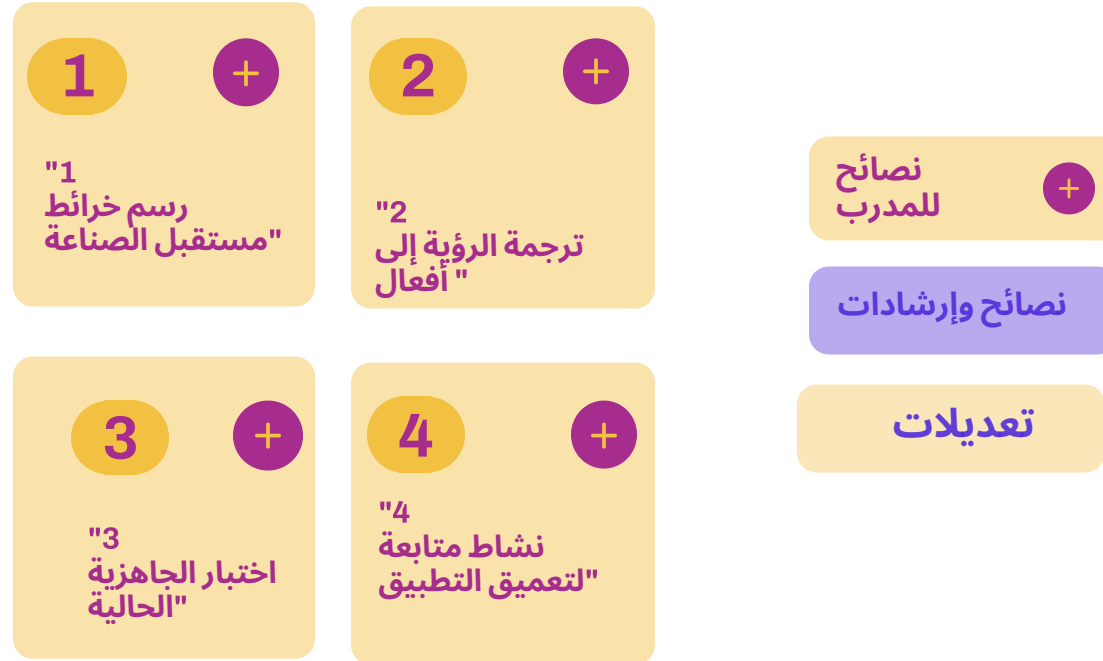 1
"1
رسم خرائط
مستقبل الصناعة"
2
"2
ترجمة الرؤية إلى
أفعال "
3
"3
اختبار الجاهزية
الحالية"
4
"4
نشاط متابعة
لتعميق التطبيق"
نصائح
للمدرب
نصائح وإرشادات
تعديلات